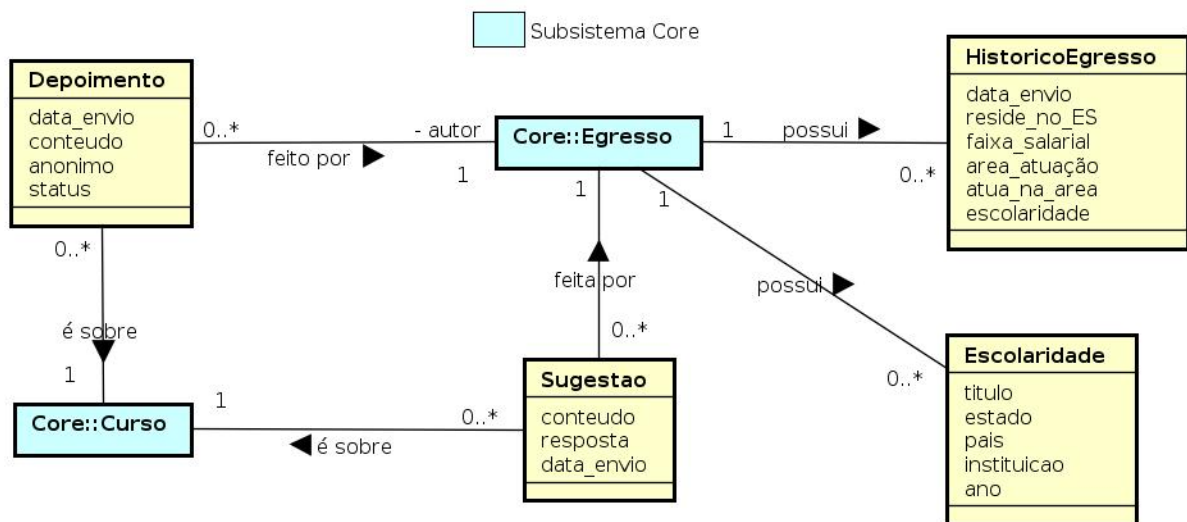 Subsistema Core
Depoimento
data_envio
conteudo
anonimo
status
0..*
feito por
- autor
1
Core::Egresso
1
possui
0..*
HistoricoEgresso
data_envio
reside_no_ES
faixa_salarial
area_atuação
atua_na_area
escolaridade
0..*
é sobre
1
Core::Curso
1
feita por
0..*
1
possui
0..*
Sugestao
conteudo
resposta
data_envio
1
é sobre
0..*
Escolaridade
titulo
estado
pais
instituicao
ano